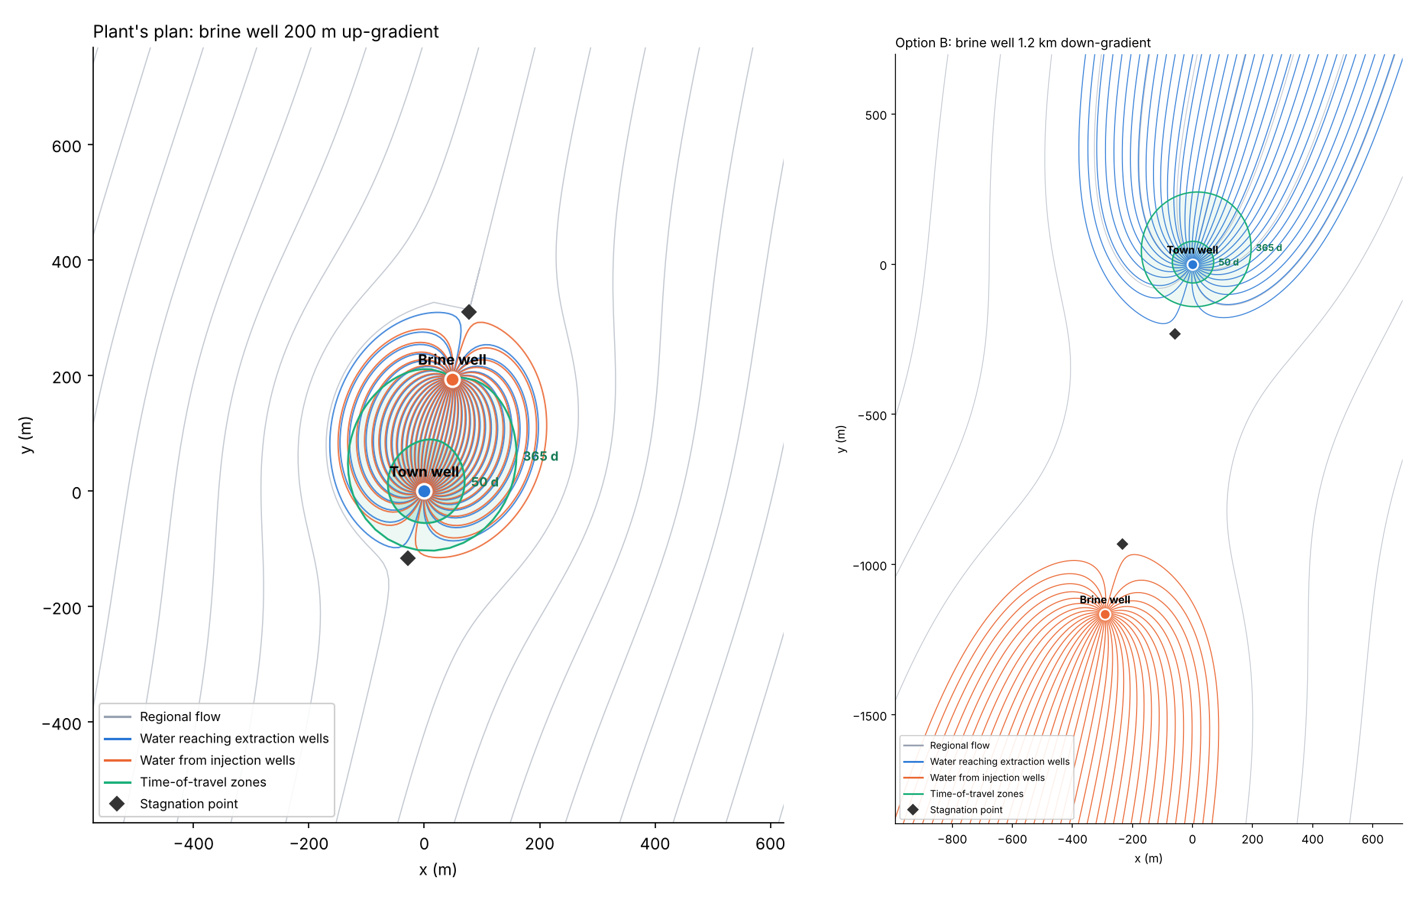 Plant's plan: brine well 200 m up-gradient
600
400
200
0
−200
−400
y (m)
Brine well
Town well
365 d
50 d
Regional flow
Water reaching extraction wells
Water from injection wells
Time-of-travel zones
Stagnation point
−400
−200
0
200
400
600
x (m)
Option B: brine well 1.2 km down-gradient
500
0
−500
−1000
−1500
y (m)
Town well
365 d
50 d
Brine well
Regional flow
Water reaching extraction wells
Water from injection wells
Time-of-travel zones
Stagnation point
−800
−600
−400
−200
0
200
400
600
x (m)